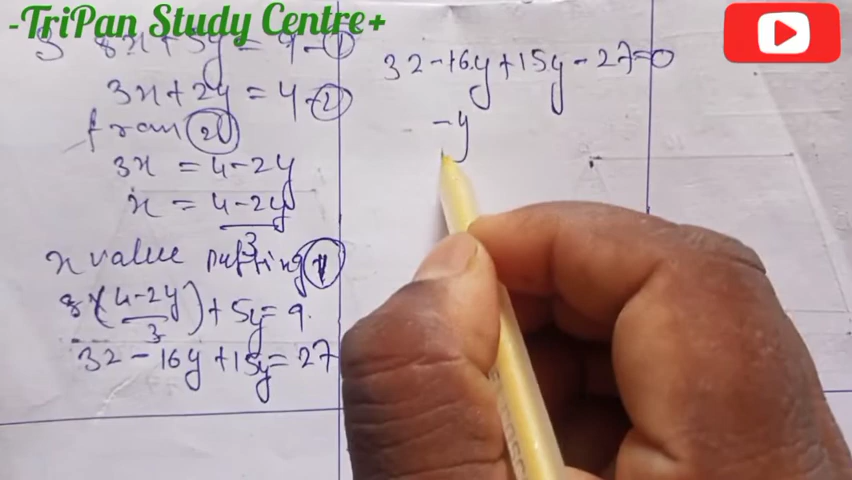 -TriPan Study Centre+
8x + 5y = 9 - ①
3x + 2y = 4 - ②
from ②
3x = 4-2y
x = 4-2y
3
x value putting ①
8×(4-2y) + 5y = 9.
3
32 - 16y + 15y = 27
32 - 16y + 15y - 27 = 0
-y